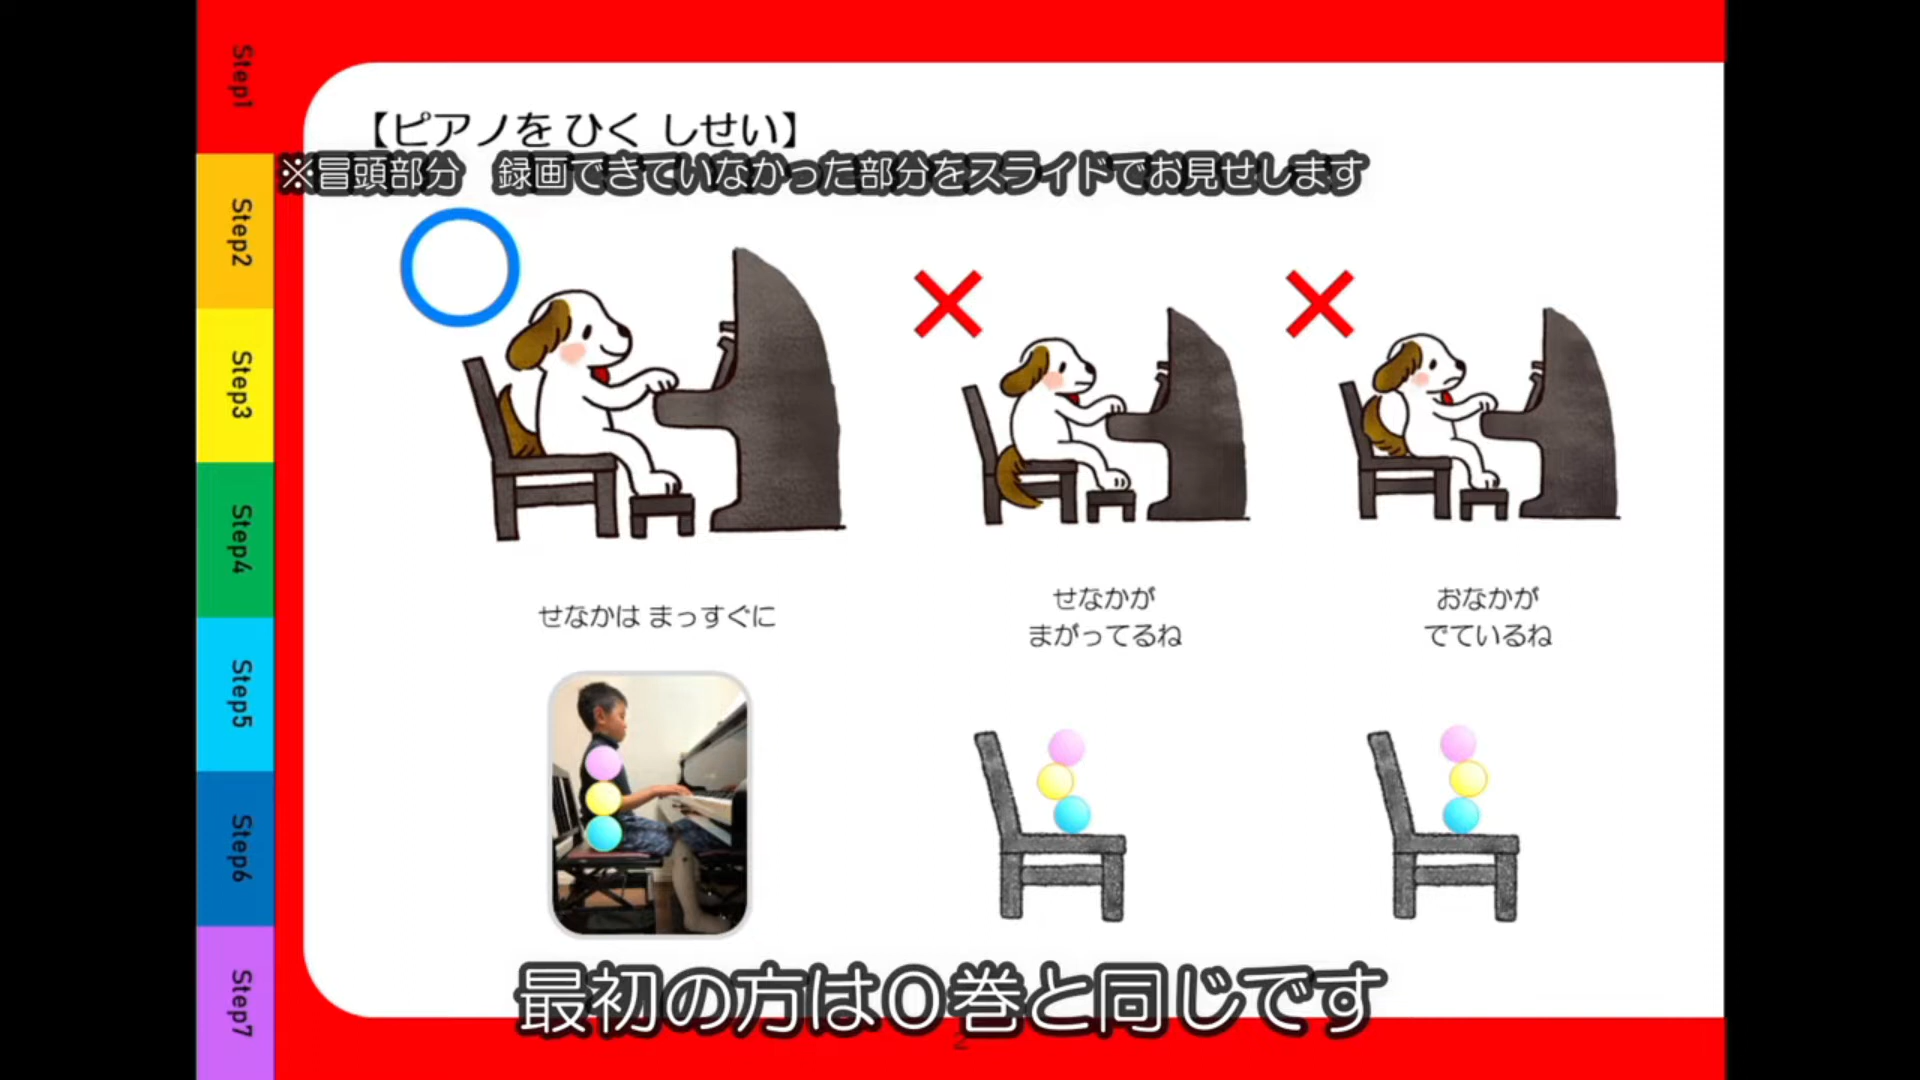 Step1
Step2
Step3
Step4
Step5
Step6
Step7
【ピアノを ひく しせい】
※冒頭部分　録画できていなかった部分をスライドでお見せします
せなかは まっすぐに
せなかが
まがってるね
おなかが
でているね
最初の方は０巻と同じです
2